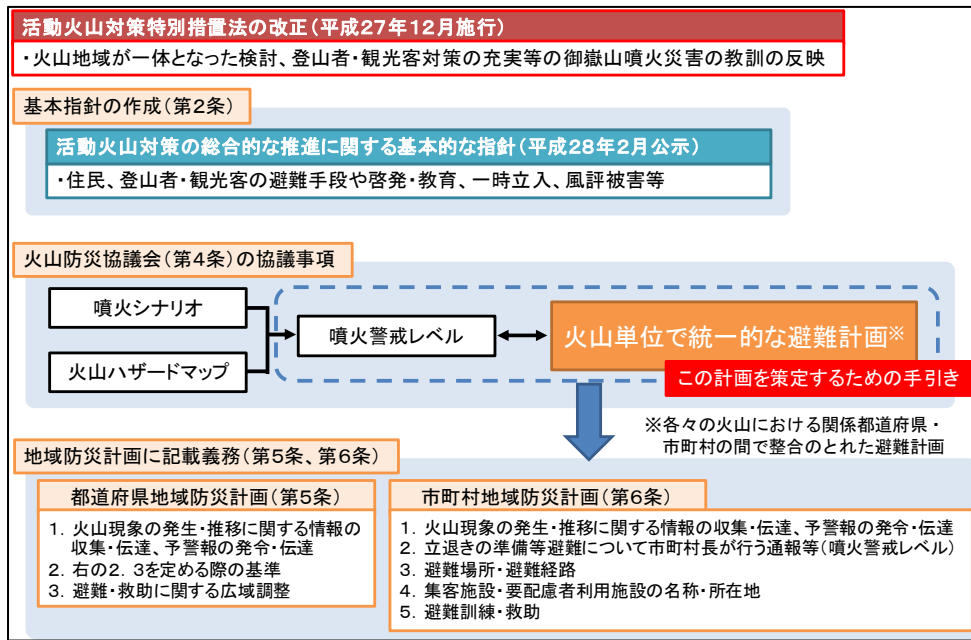 活動火山対策特別措置法の改正(平成27年12月施行)
・火山地域が一体となった検討、登山者・観光客対策の充実等の御嶽山噴火災害の教訓の反映
基本指針の作成(第2条)
活動火山対策の総合的な推進に関する基本的な指針(平成28年2月公示)
・住民、登山者・観光客の避難手段や啓発・教育、一時立入、風評被害等
火山防災協議会(第4条)の協議事項
噴火シナリオ
火山ハザードマップ
噴火警戒レベル
火山単位で統一的な避難計画※
この計画を策定するための手引き
※各々の火山における関係都道府県・
市町村の間で整合のとれた避難計画
地域防災計画に記載義務(第5条、第6条)
都道府県地域防災計画(第5条)
1. 火山現象の発生・推移に関する情報の
収集・伝達、予警報の発令・伝達
2. 右の2. 3を定める際の基準
3. 避難・救助に関する広域調整
市町村地域防災計画(第6条)
1. 火山現象の発生・推移に関する情報の収集・伝達、予警報の発令・伝達
2. 立退きの準備等避難について市町村長が行う通報等(噴火警戒レベル)
3. 避難場所・避難経路
4. 集客施設・要配慮者利用施設の名称・所在地
5. 避難訓練・救助